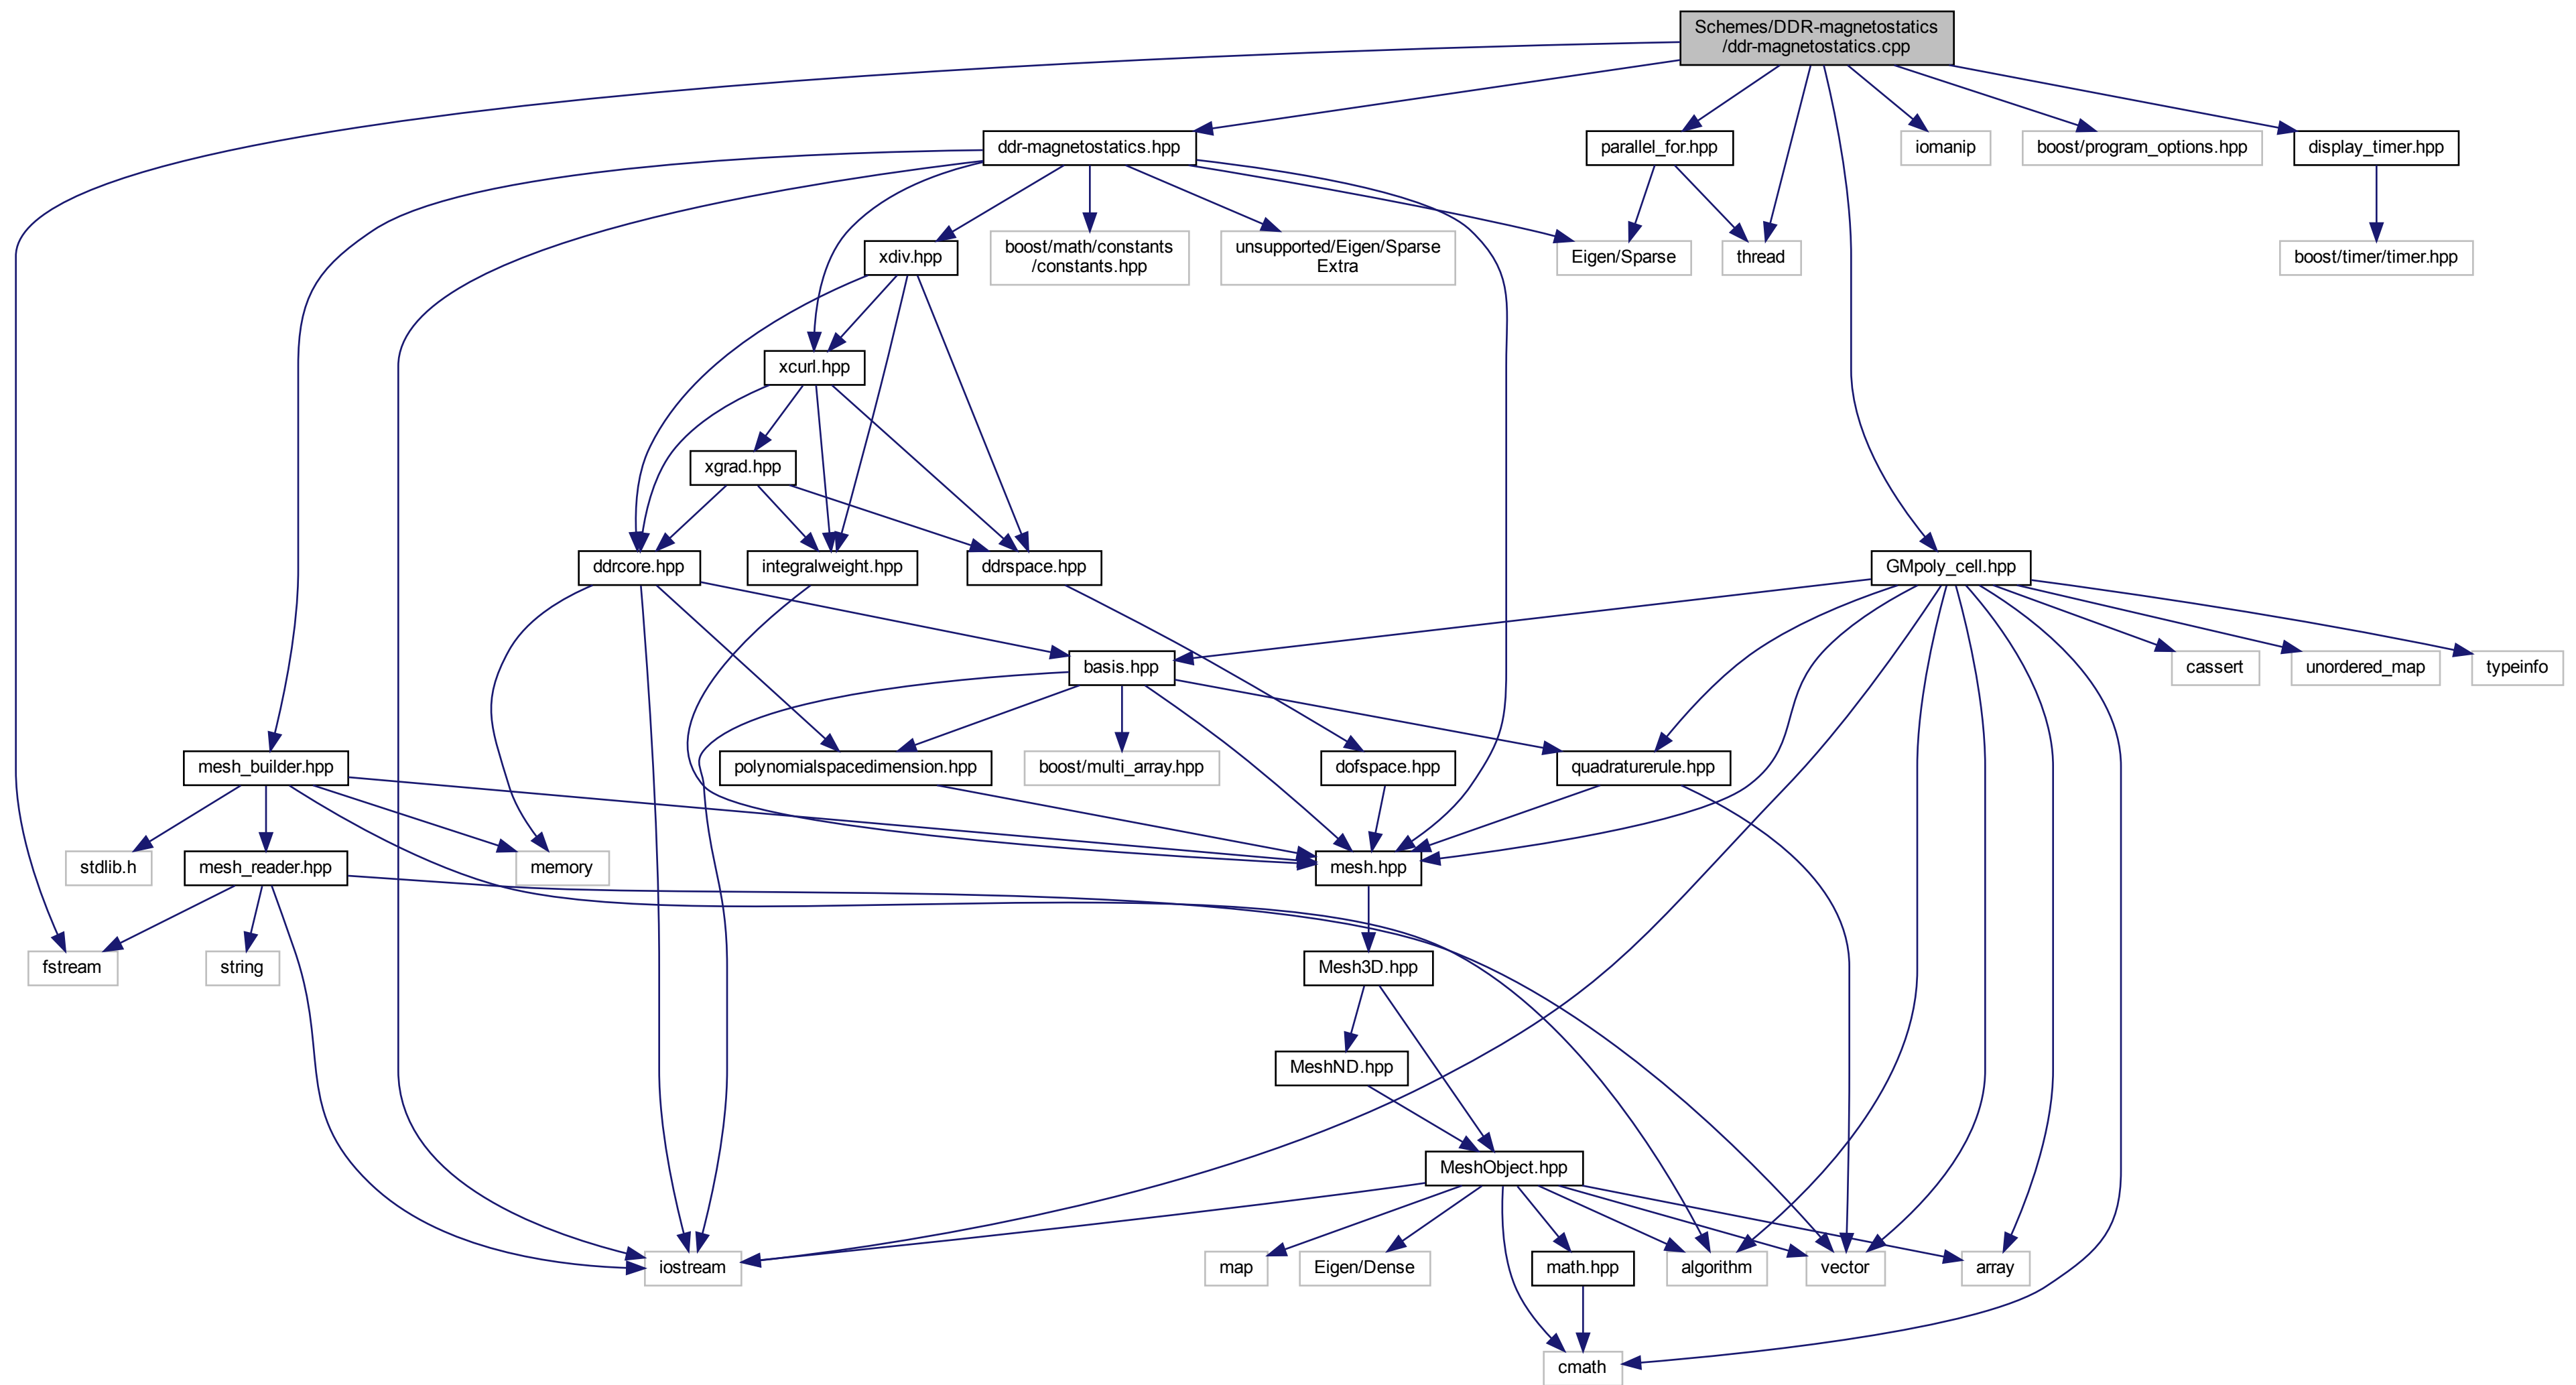 Schemes/DDR-magnetostatics
/ddr-magnetostatics.cpp
ddr-magnetostatics.hpp
parallel_for.hpp
iomanip
boost/program_options.hpp
display_timer.hpp
xdiv.hpp
boost/math/constants
/constants.hpp
unsupported/Eigen/Sparse
Extra
Eigen/Sparse
thread
boost/timer/timer.hpp
xcurl.hpp
xgrad.hpp
ddrcore.hpp
integralweight.hpp
ddrspace.hpp
GMpoly_cell.hpp
basis.hpp
cassert
unordered_map
typeinfo
mesh_builder.hpp
polynomialspacedimension.hpp
boost/multi_array.hpp
dofspace.hpp
quadraturerule.hpp
stdlib.h
mesh_reader.hpp
memory
mesh.hpp
fstream
string
Mesh3D.hpp
MeshND.hpp
MeshObject.hpp
iostream
map
Eigen/Dense
math.hpp
algorithm
vector
array
cmath